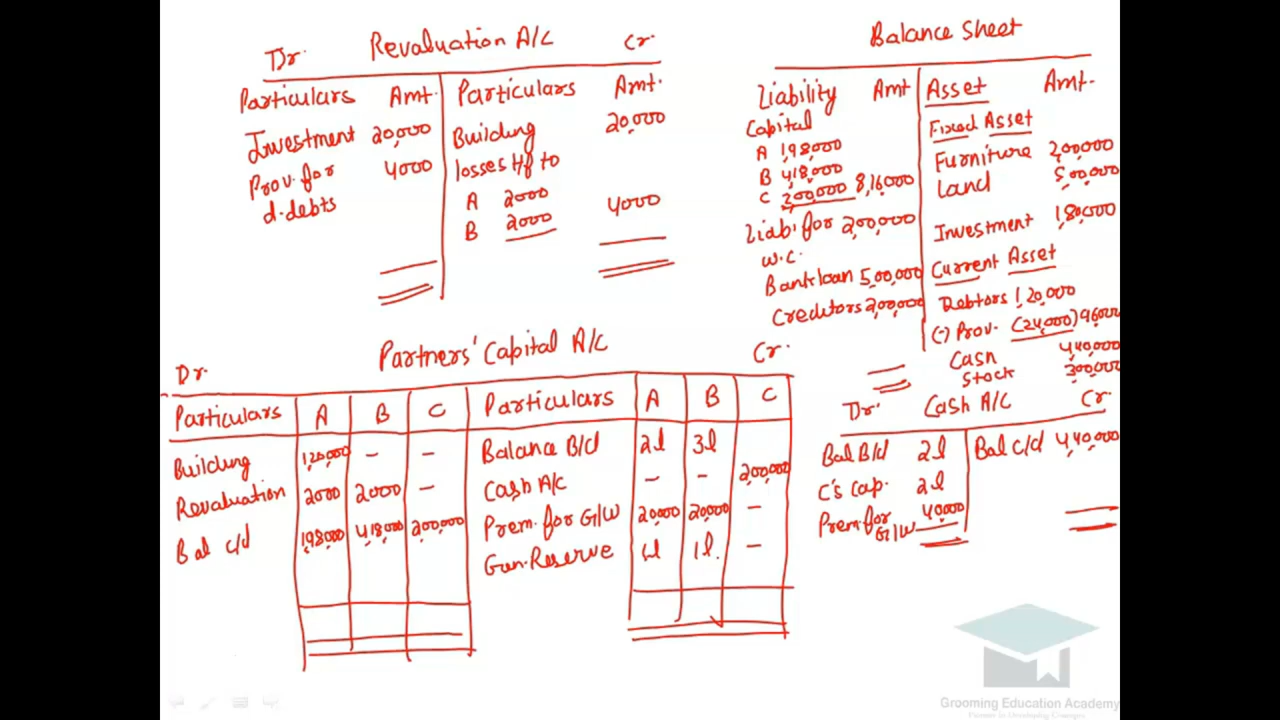 Revaluation A/C
Dr. Cr.
Particulars Amt. Particulars Amt.
Investment 20,000 Building 20,000
Prov. for 4000 losses t/f to
d. debts A 2000
B 2000 4000
Balance Sheet
Liability Amt Asset Amt.
Capital Fixed Asset
A 1,98,000 Furniture 2,00,000
B 4,18,000 Land 5,00,000
C 2,00,000 8,16,000
Liabi. for 2,00,000 Investment 1,80,000
W.C. Current Asset
Bank loan 5,00,000 Debtors 1,20,000
Creditors 2,00,000 (-) Prov. (24,000) 96,000
Cash 4,40,000
Stock 3,00,000
Partners' Capital A/C
Dr. Cr.
Particulars A B C Particulars A B C
Building 1,20,000 - - Balance B/d 2l 3l
Revaluation 2000 2000 - Cash A/C - - 2,00,000
Bal c/d 1,98,000 4,18,000 2,00,000 Prem. for G/W 20,000 20,000 -
Gen. Reserve 1l 1l. -
Dr. Cash A/C Cr.
Bal B/d 2l Bal c/d 4,40,000
C's Cap. 2l
Prem. for 40,000
G/W
Grooming Education Academy